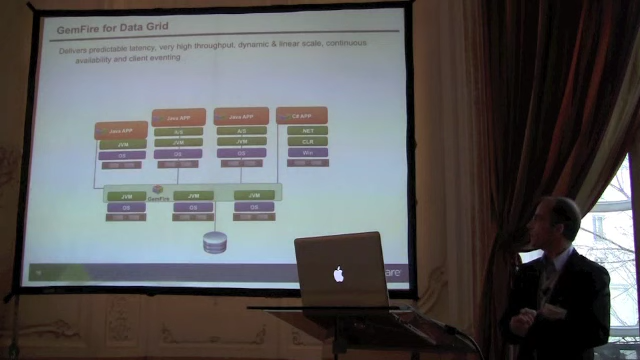 GemFire for Data Grid
Delivers predictable latency, very high throughput, dynamic & linear scale, continuous
availability and client eventing
Java APP
Java APP
Java APP
C# APP
A/S
A/S
.NET
JVM
JVM
JVM
CLR
OS
OS
OS
Win
GemFire
JVM
JVM
JVM
OS
OS
OS
are